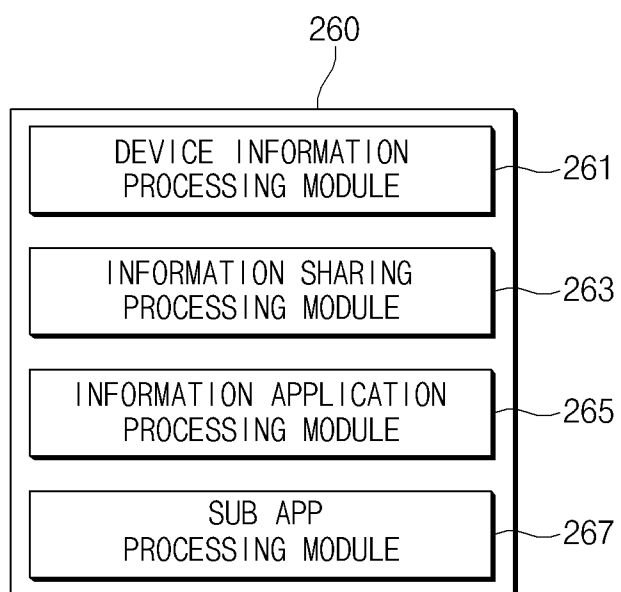 260
DEVICE INFORMATION
PROCESSING MODULE
261
INFORMATION SHARING
PROCESSING MODULE
263
INFORMATION APPLICATION
PROCESSING MODULE
265
SUB APP
PROCESSING MODULE
267